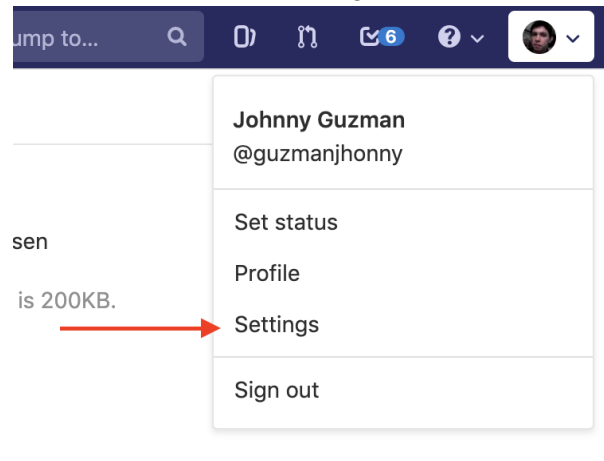 ump to...
6
Johnny Guzman
@guzmanjhonny
Set status
sen
Profile
is 200KB.
Settings
Sign out